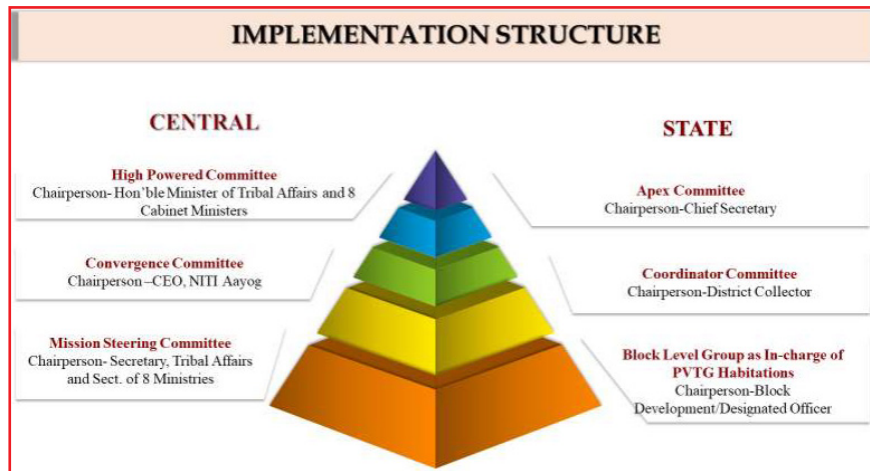 IMPLEMENTATION STRUCTURE
CENTRAL
High Powered Committee
Chairperson- Hon'ble Minister of Tribal Affairs and 8
Cabinet Ministers
Convergence Committee
Chairperson –CEO, NITI Aayog
Mission Steering Committee
Chairperson- Secretary, Tribal Affairs
and Sect. of 8 Ministries
STATE
Apex Committee
Chairperson-Chief Secretary
Coordinator Committee
Chairperson-District Collector
Block Level Group as In-charge of
PVTG Habitations
Chairperson-Block
Development/Designated Officer